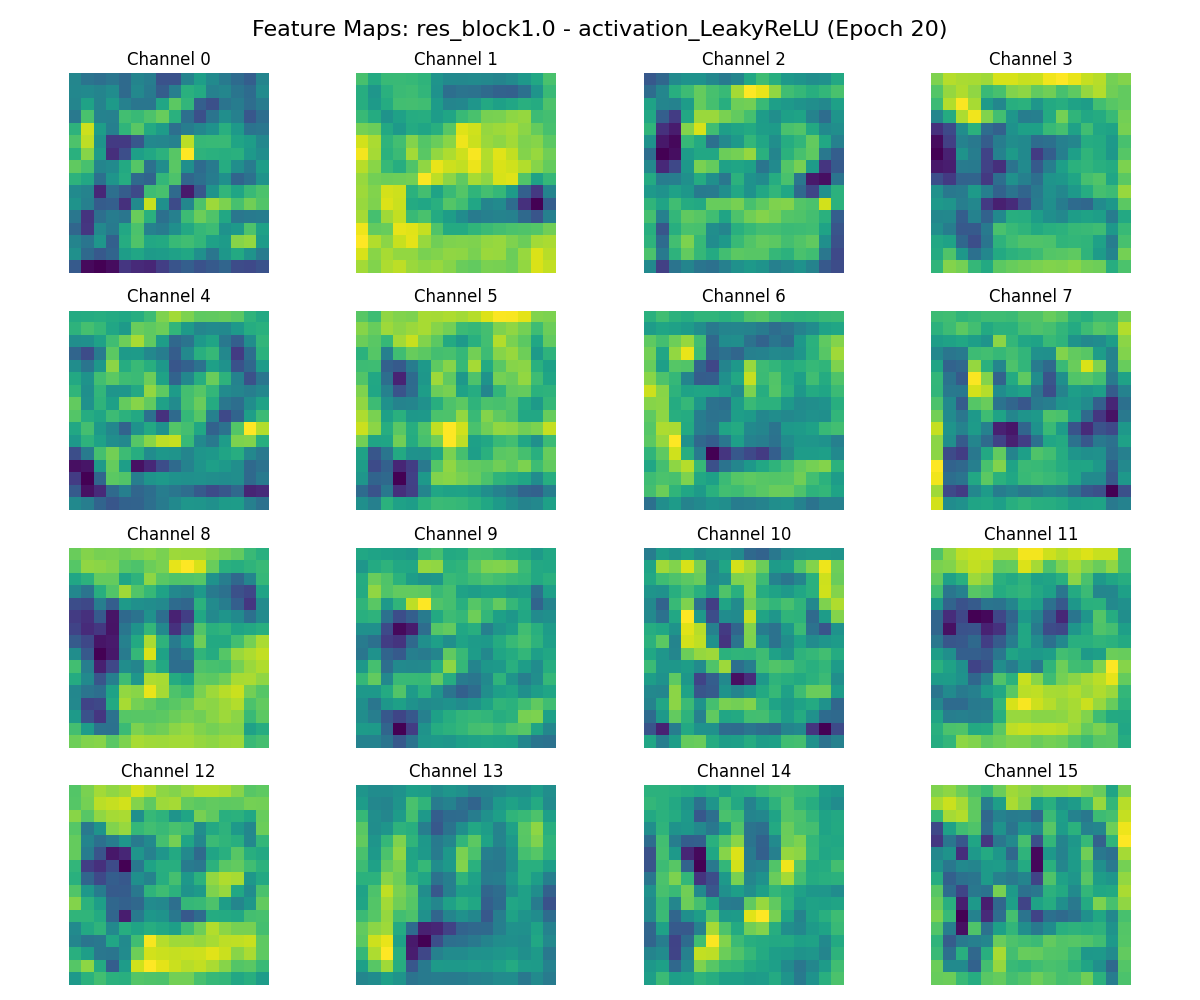 Feature Maps: res_block1.0 - activation_LeakyReLU (Epoch 20)
Channel 0 Channel 1 Channel 2 Channel 3
Channel 4 Channel 5 Channel 6 Channel 7
Channel 8 Channel 9 Channel 10 Channel 11
Channel 12 Channel 13 Channel 14 Channel 15